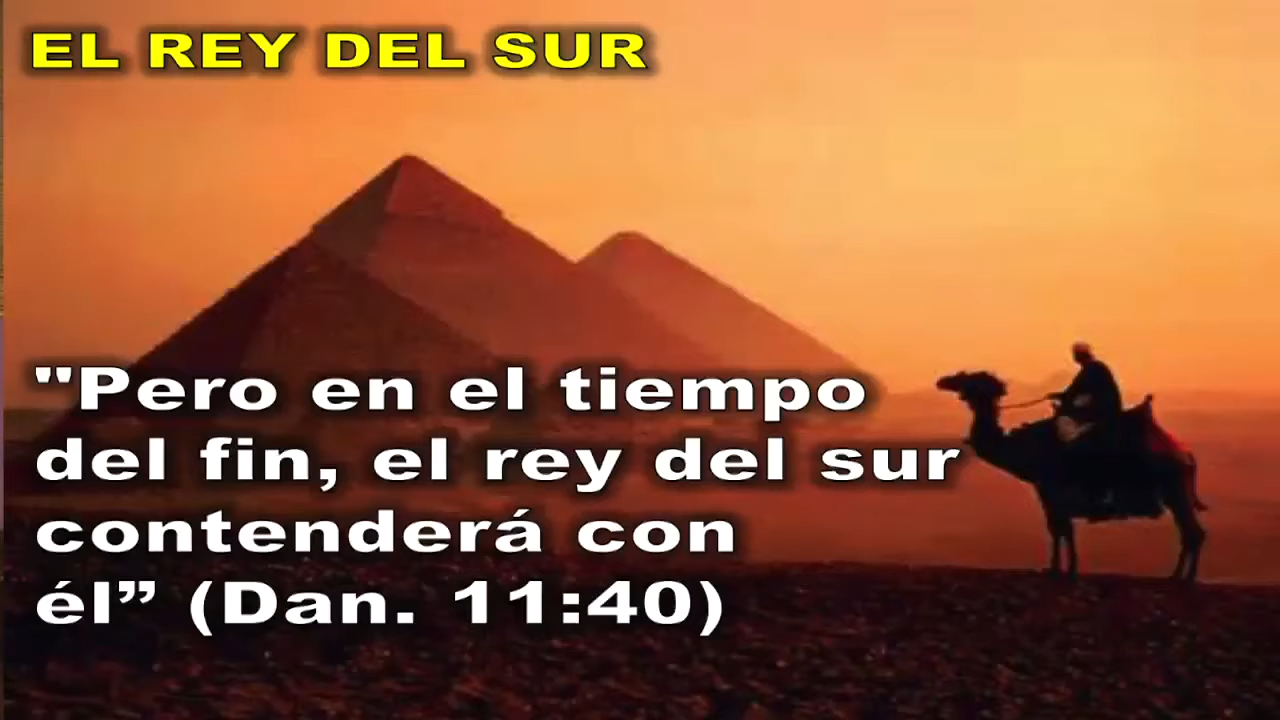 EL REY DEL SUR
"Pero en el tiempo
del fin, el rey del sur
contenderá con
él” (Dan. 11:40)